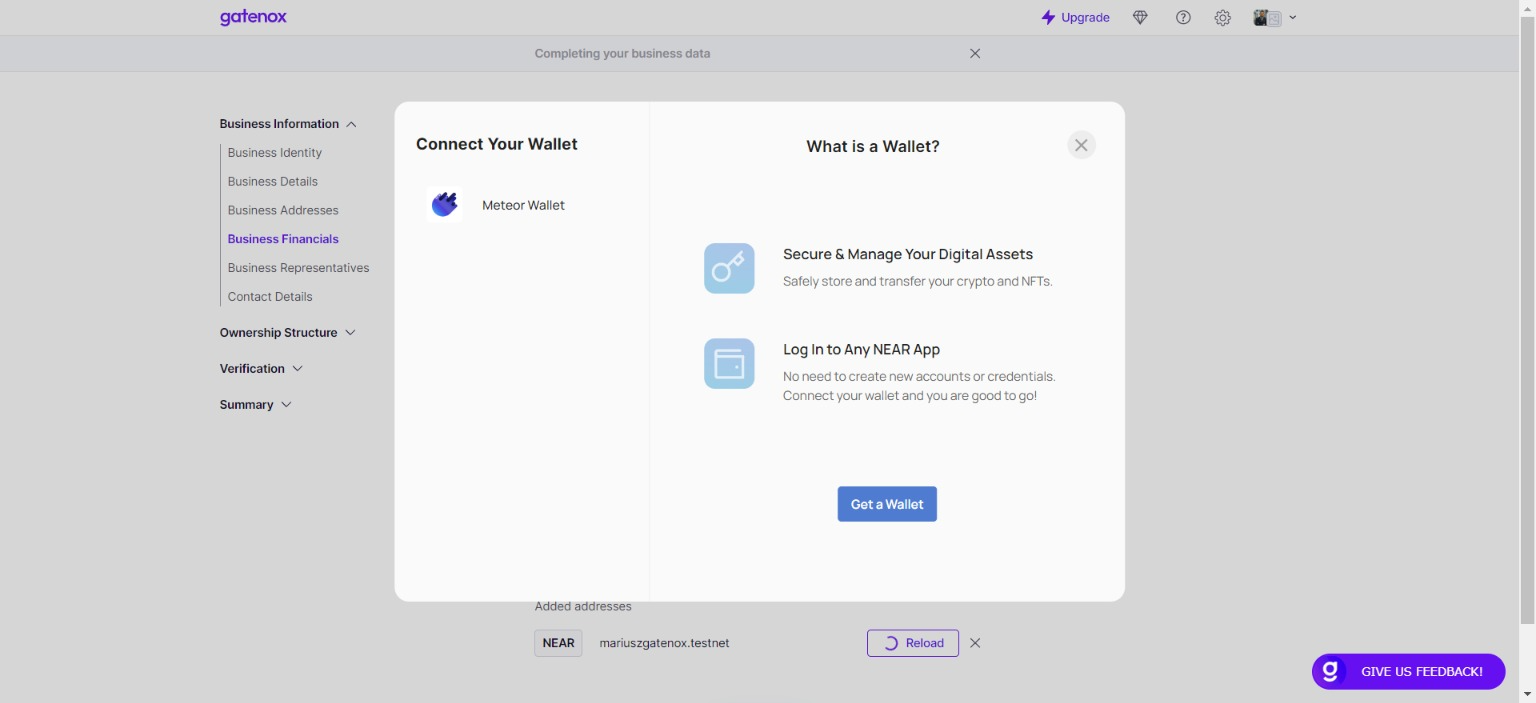 gatenox
Upgrade
Completing your business data
Business Information
Business Identity
Business Details
Business Addresses
Business Financials
Business Representatives
Contact Details
Ownership Structure
Verification
Summary
Connect Your Wallet
Meteor Wallet
What is a Wallet?
Secure & Manage Your Digital Assets
Safely store and transfer your crypto and NFTs.
Log In to Any NEAR App
No need to create new accounts or credentials.
Connect your wallet and you are good to go!
Get a Wallet
Added addresses
NEAR mariuszgatenox.testnet Reload
g GIVE US FEEDBACK!